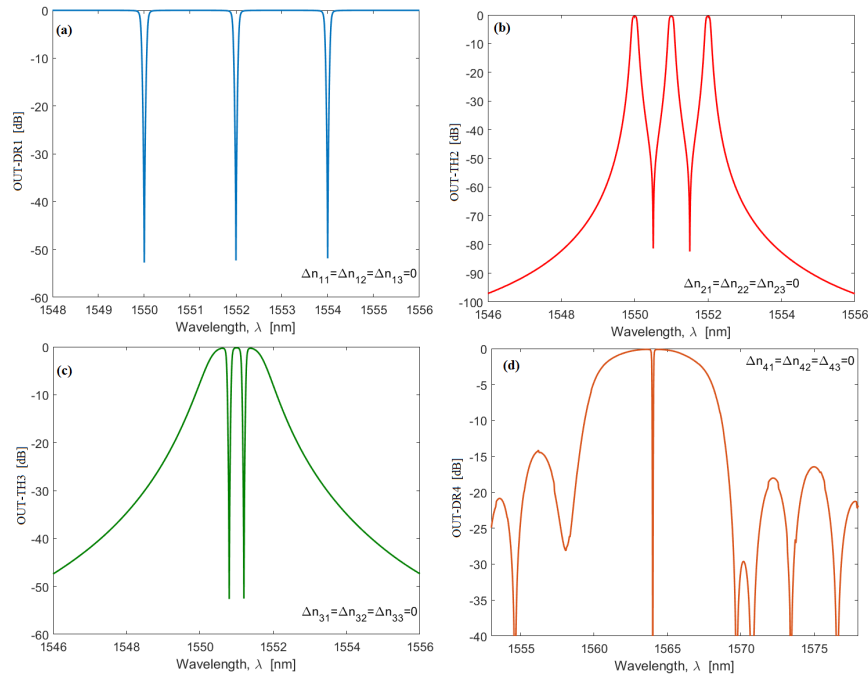 (a)
OUT-DR1 [dB]
0
-10
-20
-30
-40
-50
-60
Δn11=Δn12=Δn13=0
1548 1549 1550 1551 1552 1553 1554 1555 1556
Wavelength, λ [nm]
(b)
OUT-TH2 [dB]
0
-10
-20
-30
-40
-50
-60
-70
-80
-90
-100
Δn21=Δn22=Δn23=0
1546 1548 1550 1552 1554 1556
Wavelength, λ [nm]
(c)
OUT-TH3 [dB]
0
-10
-20
-30
-40
-50
-60
Δn31=Δn32=Δn33=0
1546 1548 1550 1552 1554 1556
Wavelength, λ [nm]
(d)
Δn41=Δn42=Δ43=0
OUT-DR4 [dB]
0
-5
-10
-15
-20
-25
-30
-35
-40
1555 1560 1565 1570 1575
Wavelength, λ [nm]